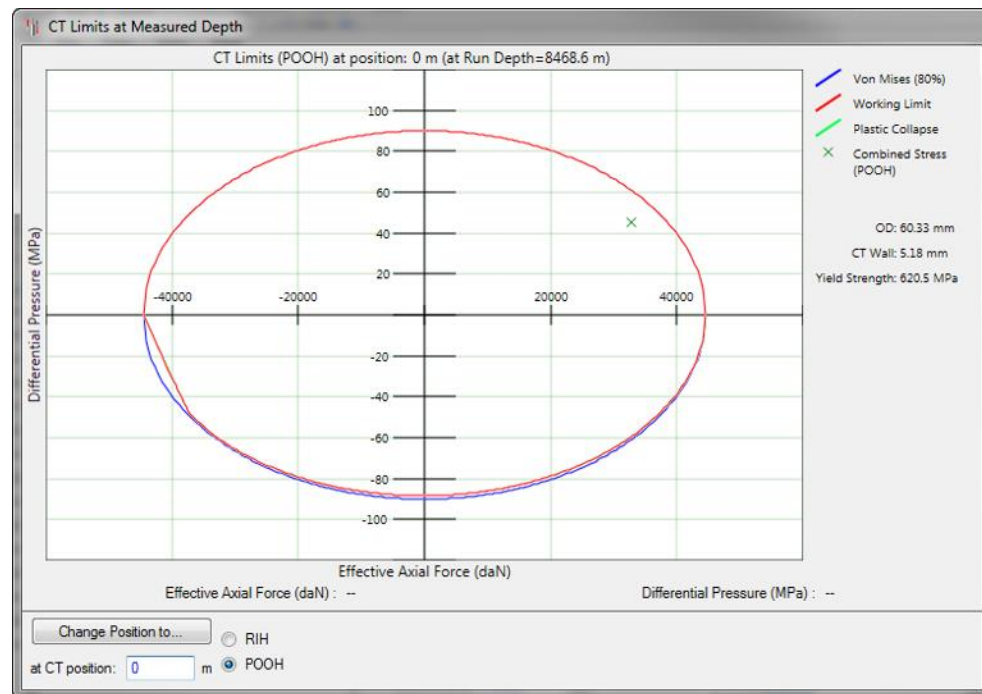 CT Limits at Measured Depth
CT Limits (POOH) at position: 0 m (at Run Depth=8468.6 m)
Differential Pressure (MPa)
100
80
60
40
20
-40000 -20000 20000 40000
-20
-40
-60
-80
-100
Effective Axial Force (daN)
Von Mises (80%)
Working Limit
Plastic Collapse
Combined Stress
(POOH)
OD: 60.33 mm
CT Wall: 5.18 mm
Yield Strength: 620.5 MPa
Effective Axial Force (daN) : -- Differential Pressure (MPa) : --
Change Position to...
RIH
at CT position: 0 m POOH